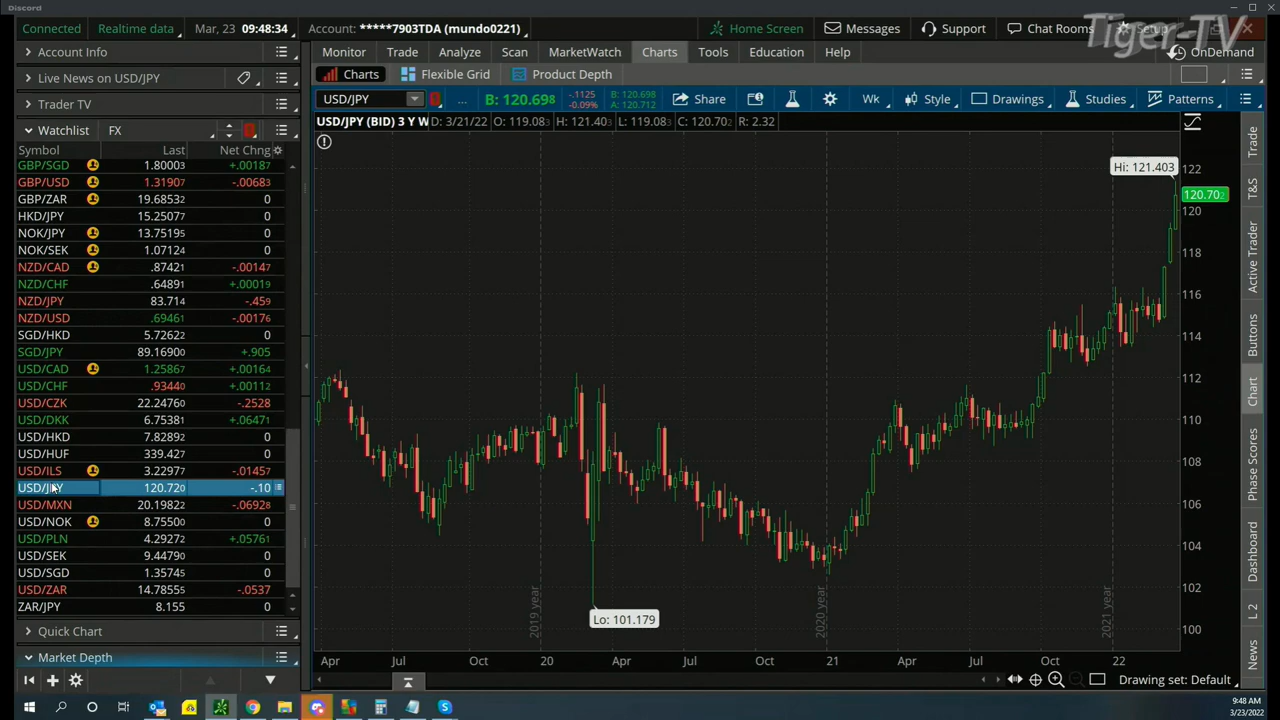 Discord
Connected Realtime data Mar, 23 09:48:34 Account: *****7903TDA (mundo0221) Home Screen Messages Support Chat Rooms Setup
Tiger-TV
Account Info Monitor Trade Analyze Scan MarketWatch Charts Tools Education Help OnDemand
Live News on USD/JPY Charts Flexible Grid Product Depth
Trader TV USD/JPY ... B: 120.698 -.1125 -0.09% B: 120.698 A: 120.712 Share Wk Style Drawings Studies Patterns
Watchlist FX USD/JPY (BID) 3 Y W D: 3/21/22 O: 119.083 H: 121.403 L: 119.083 C: 120.702 R: 2.32
Symbol Last Net Chng
GBP/SGD 1.80003 +.00187
GBP/USD 1.31907 -.00683
GBP/ZAR 19.68532 0
HKD/JPY 15.25077 0
NOK/JPY 13.75195 0
NOK/SEK 1.07124 0
NZD/CAD .87421 -.00147
NZD/CHF .64891 +.00019
NZD/JPY 83.714 -.459
NZD/USD .69461 -.00176
SGD/HKD 5.72622 0
SGD/JPY 89.16900 +.905
USD/CAD 1.25867 +.00164
USD/CHF .93440 +.00112
USD/CZK 22.24760 -.2528
USD/DKK 6.75381 +.06471
USD/HKD 7.82892 0
USD/HUF 339.427 0
USD/ILS 3.22977 -.01457
USD/JPY 120.720 -.10
USD/MXN 20.19822 -.06928
USD/NOK 8.75500 0
USD/PLN 4.29272 +.05761
USD/SEK 9.44790 0
USD/SGD 1.35745 0
USD/ZAR 14.78555 -.0537
ZAR/JPY 8.155 0
Quick Chart
Market Depth
Hi: 121.403
Lo: 101.179
122
120.702
120
116
114
112
110
108
106
104
102
100
2019 year 2020 year 2021 year
Apr Jul Oct 20 Apr Jul Oct 21 Apr Jul Oct 22
Drawing set: Default
Trade
T&S
Active Trader
Buttons
Chart
Phase Scores
Dashboard
L 2
News
9:48 AM
3/23/2022